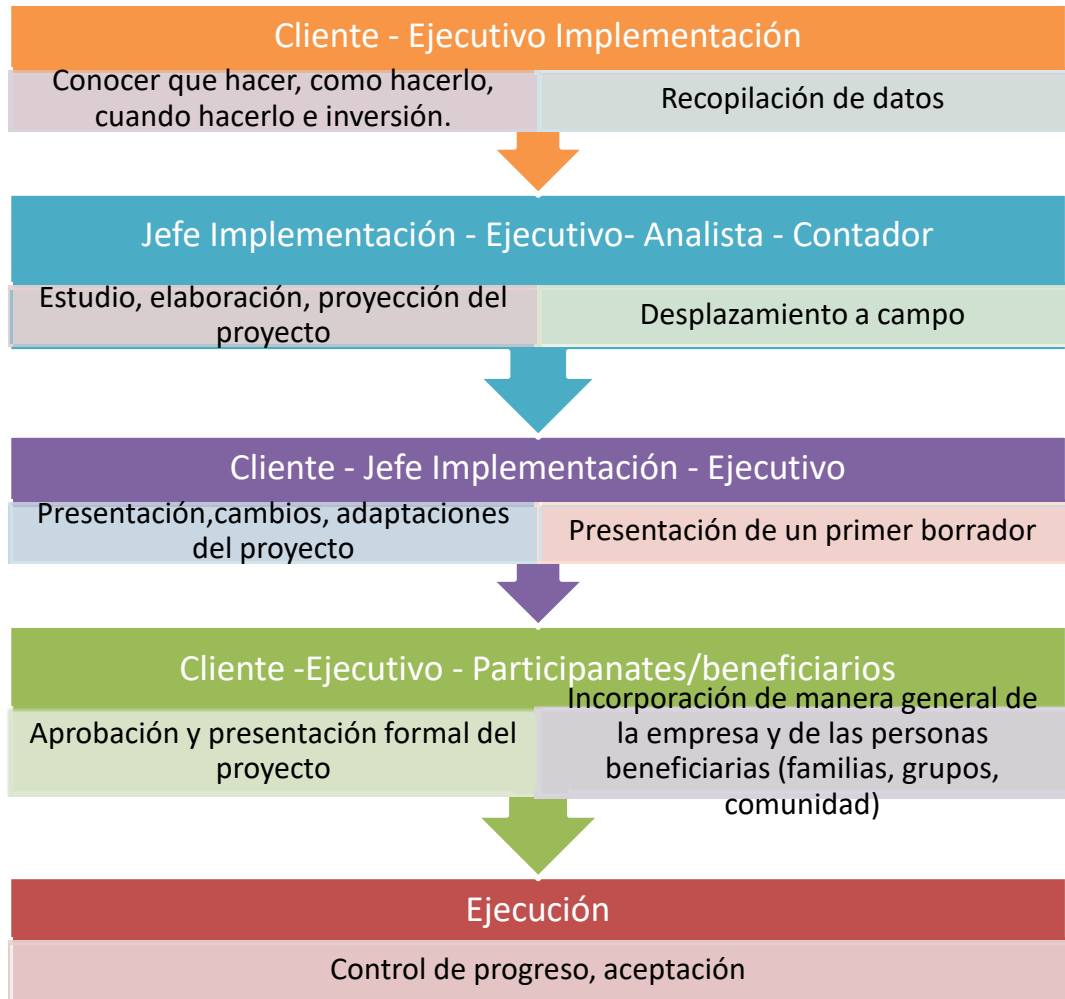 Cliente - Ejecutivo Implementación
Conocer que hacer, como hacerlo,
cuando hacerlo e inversión.
Recopilación de datos
Jefe Implementación - Ejecutivo- Analista - Contador
Estudio, elaboración, proyección del
proyecto
Desplazamiento a campo
Cliente - Jefe Implementación - Ejecutivo
Presentación,cambios, adaptaciones
del proyecto
Presentación de un primer borrador
Cliente -Ejecutivo - Participanates/beneficiarios
Aprobación y presentación formal del
proyecto
Incorporación de manera general de
la empresa y de las personas
beneficiarias (familias, grupos,
comunidad)
Ejecución
Control de progreso, aceptación